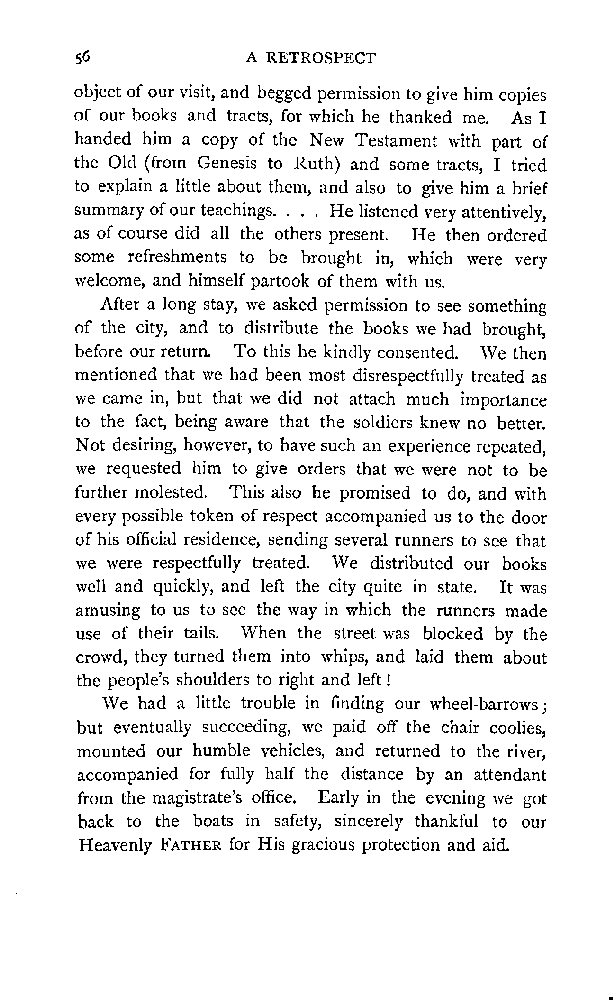 56 A RETROSPECT
object of our visit, and begged permission to give him copies
of our books and tracts, for which he thanked me. As I
handed him a copy of the New Testament with part of
the Old (from Genesis to Ruth) and some tracts, I tried
to explain a little about them, and also to give him a brief
summary of our teachings. . . . He listened very attentively,
as of course did all the others present. He then ordered
some refreshments to be brought in, which were very
welcome, and himself partook of them with us.
After a long stay, we asked permission to see something
of the city, and to distribute the books we had brought,
before our return. To this he kindly consented. We then
mentioned that we had been most disrespectfully treated as
we came in, but that we did not attach much importance
to the fact, being aware that the soldiers knew no better.
Not desiring, however, to have such an experience repeated,
we requested him to give orders that we were not to be
further molested. This also he promised to do, and with
every possible token of respect accompanied us to the door
of his official residence, sending several runners to see that
we were respectfully treated. We distributed our books
well and quickly, and left the city quite in state. It was
amusing to us to see the way in which the runners made
use of their tails. When the street was blocked by the
crowd, they turned them into whips, and laid them about
the people's shoulders to right and left!
We had a little trouble in finding our wheel-barrows;
but eventually succeeding, we paid off the chair coolies,
mounted our humble vehicles, and returned to the river,
accompanied for fully half the distance by an attendant
from the magistrate's office. Early in the evening we got
back to the boats in safety, sincerely thankful to our
Heavenly FATHER for His gracious protection and aid.